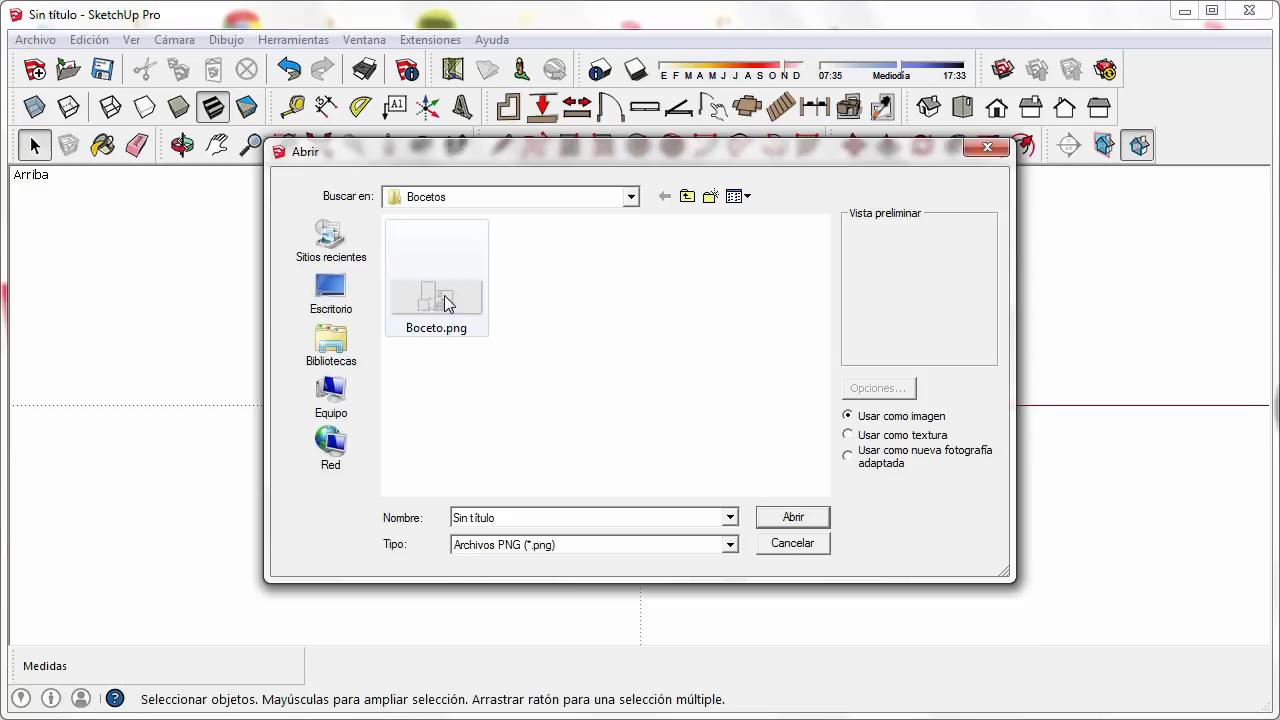 Sin título - SketchUp Pro
Archivo Edición Ver Cámara Dibujo Herramientas Ventana Extensiones Ayuda
E F M A M J J A S O N D 07:35 Mediodía 17:33
A1
Arriba
Abrir
Buscar en: Bocetos
Vista preliminar
Sitios recientes
Escritorio
Boceto.png
Bibliotecas
Opciones...
Equipo
Usar como imagen
Usar como textura
Usar como nueva fotografía
adaptada
Red
Nombre: Sin título Abrir
Tipo: Archivos PNG (*.png) Cancelar
Medidas
Seleccionar objetos. Mayúsculas para ampliar selección. Arrastrar ratón para una selección múltiple.